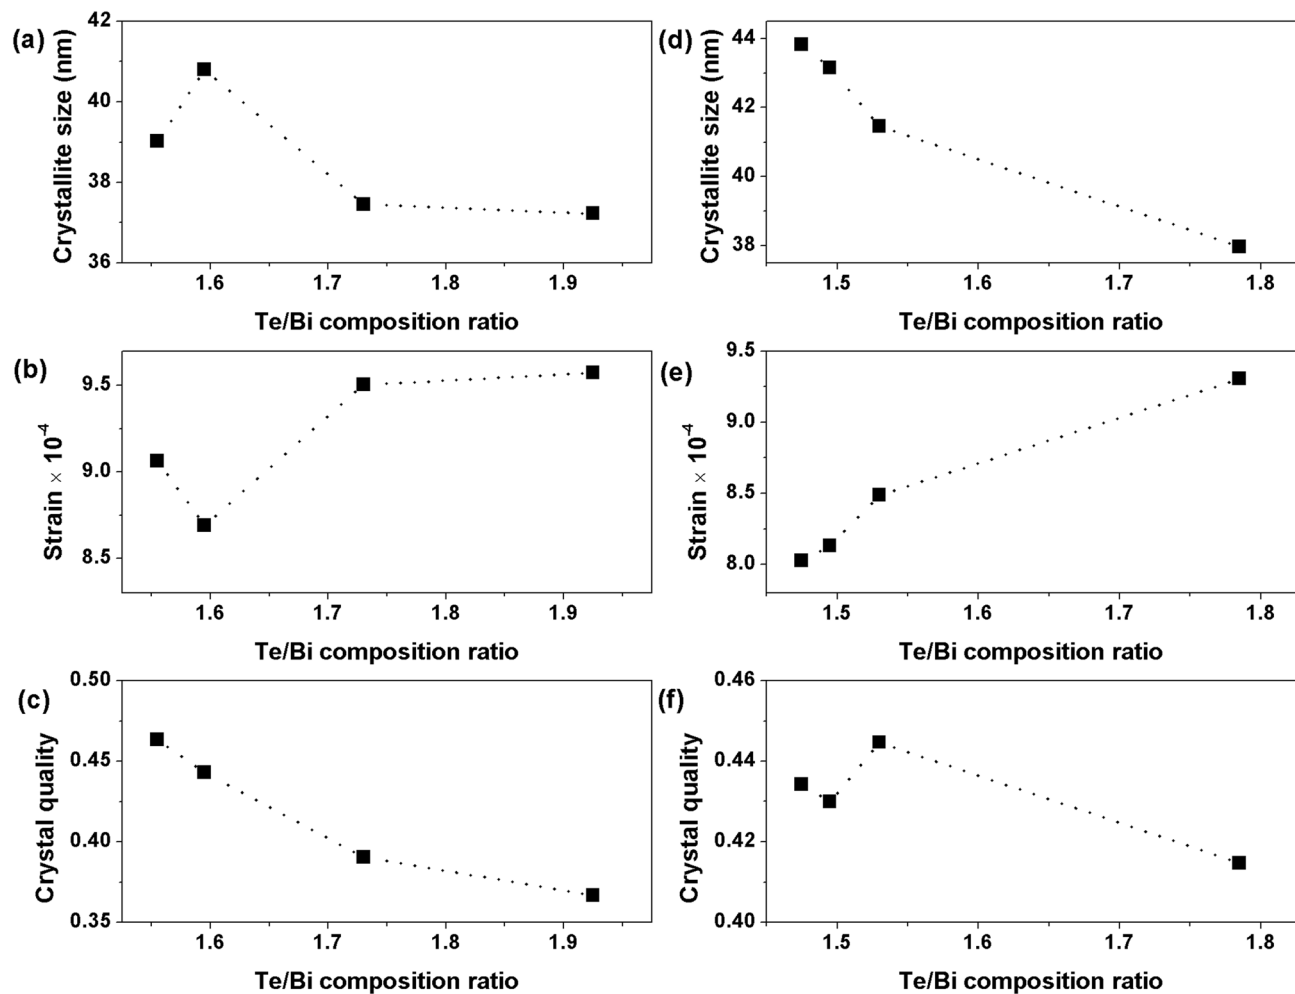 (a)
Crystallite size (nm)
42
40
38
36
1.6 1.7 1.8 1.9
Te/Bi composition ratio
(d)
Crystallite size (nm)
44
42
40
38
1.5 1.6 1.7 1.8
Te/Bi composition ratio
(b)
Strain × 10⁻⁴
9.5
9.0
8.5
1.6 1.7 1.8 1.9
Te/Bi composition ratio
(e)
Strain × 10⁻⁴
9.5
9.0
8.5
8.0
1.5 1.6 1.7 1.8
Te/Bi composition ratio
(c)
Crystal quality
0.50
0.45
0.40
0.35
1.6 1.7 1.8 1.9
Te/Bi composition ratio
(f)
Crystal quality
0.46
0.44
0.42
0.40
1.5 1.6 1.7 1.8
Te/Bi composition ratio